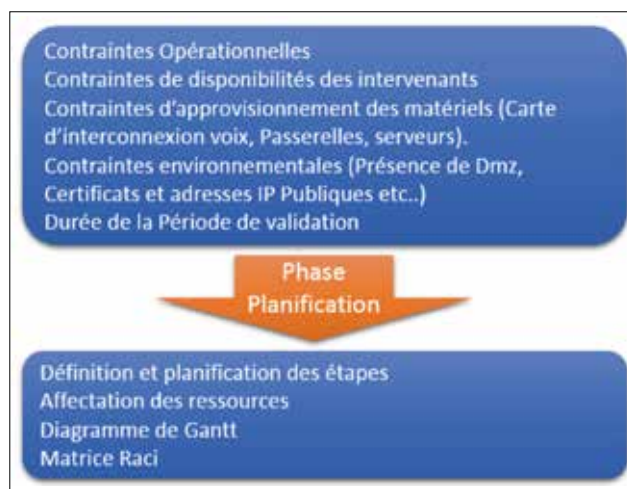 Contraintes Opérationnelles
Contraintes de disponibilités des intervenants
Contraintes d'approvisionnement des matériels (Carte
d'interconnexion voix, Passerelles, serveurs).
Contraintes environnementales (Présence de Dmz,
Certificats et adresses IP Publiques etc..)
Durée de la Période de validation
Phase
Planification
Définition et planification des étapes
Affectation des ressources
Diagramme de Gantt
Matrice Raci